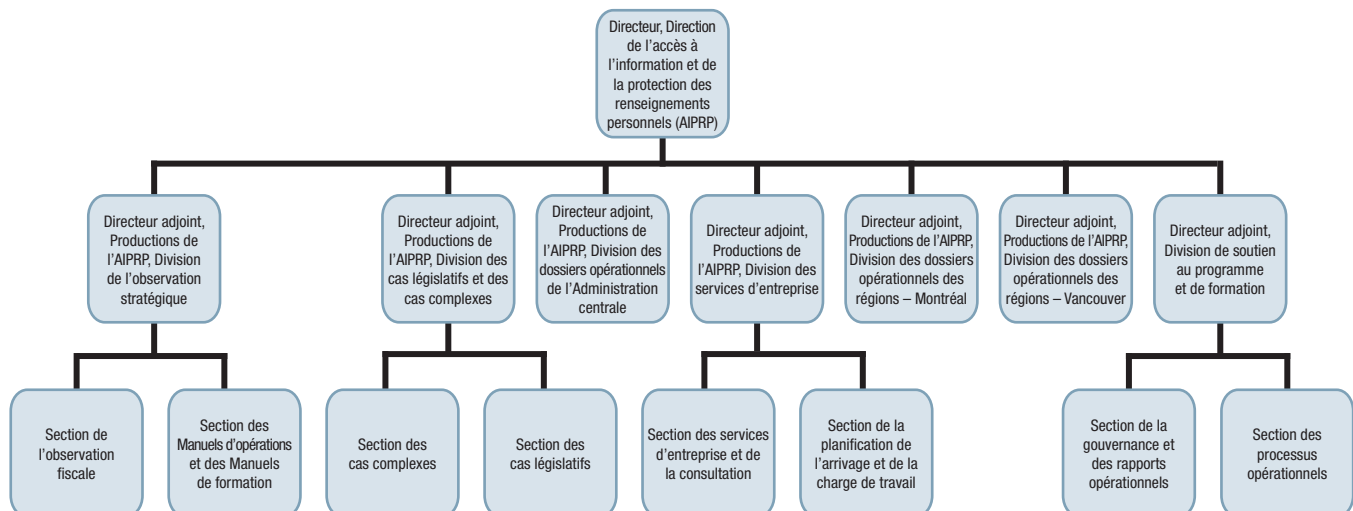 Directeur, Direction
de l'accès à
l'information et de
la protection des
renseignements
personnels (AIPRP)
Directeur adjoint,
Productions de
l'AIPRP, Division
de l'observation
stratégique
Directeur adjoint,
Productions de
l'AIPRP, Division des
cas législatifs et des
cas complexes
Directeur adjoint,
Productions de
l'AIPRP, Division des
dossiers opérationnels
de l'Administration
centrale
Directeur adjoint,
Productions de
l'AIPRP, Division des
services d'entreprise
Directeur adjoint,
Productions de l'AIPRP,
Division des dossiers
opérationnels des
régions – Montréal
Directeur adjoint,
Productions de l'AIPRP,
Division des dossiers
opérationnels des
régions – Vancouver
Directeur adjoint,
Division de soutien
au programme
et de formation
Section de
l'observation
fiscale
Section des
Manuels d'opérations
et des Manuels
de formation
Section des
cas complexes
Section des
cas législatifs
Section des services
d'entreprise et de
la consultation
Section de la
planification de
l'arrivage et de la
charge de travail
Section de la
gouvernance et
des rapports
opérationnels
Section des
processus
opérationnels